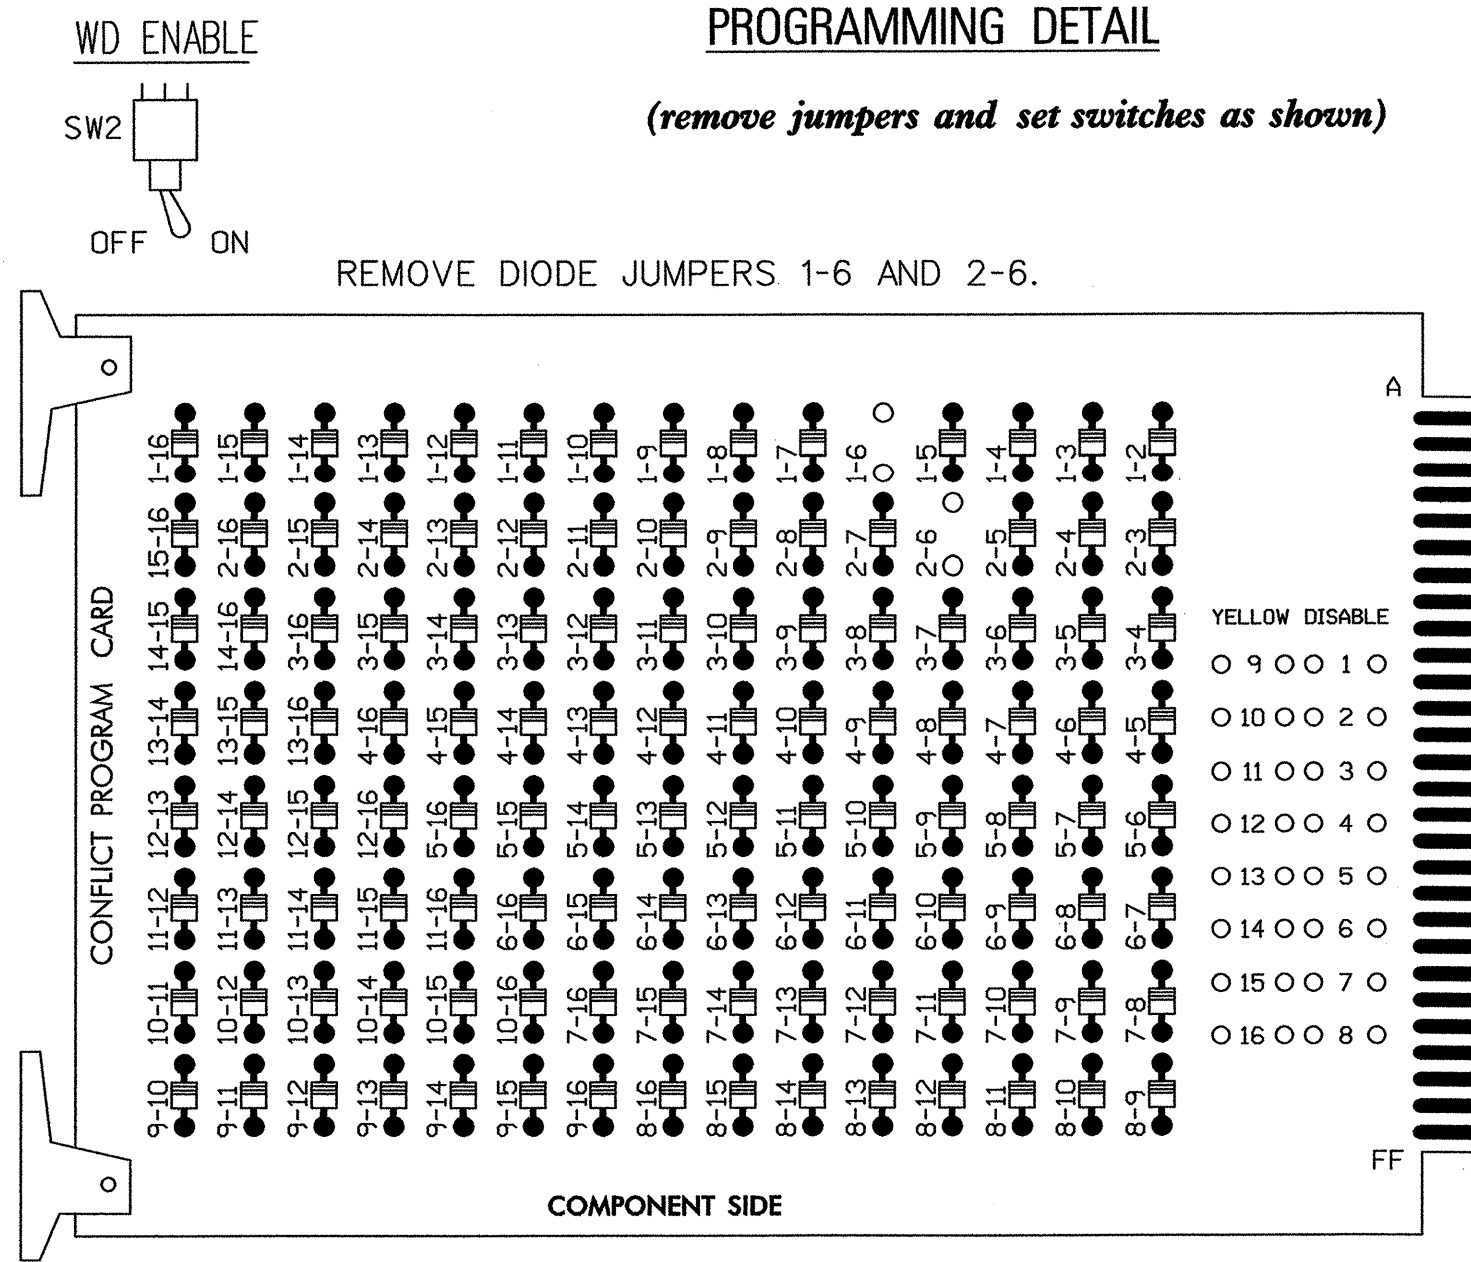 WD ENABLE
PROGRAMMING DETAIL
(remove jumpers and set switches as shown)
SW2
OFF ON
REMOVE DIODE JUMPERS 1-6 AND 2-6.
A
1-16 1-15 1-14 1-13 1-12 1-11 1-10 1-9 1-8 1-7 1-6 1-5 1-4 1-3 1-2
15-16 2-16 2-15 2-14 2-13 2-12 2-11 2-10 2-9 2-8 2-7 2-6 2-5 2-4 2-3
14-15 14-16 3-16 3-15 3-14 3-13 3-12 3-11 3-10 3-9 3-8 3-7 3-6 3-5 3-4
13-14 13-15 13-16 4-16 4-15 4-14 4-13 4-12 4-11 4-10 4-9 4-8 4-7 4-6 4-5
12-13 12-14 12-15 12-16 5-16 5-15 5-14 5-13 5-12 5-11 5-10 5-9 5-8 5-7 5-6
11-12 11-13 11-14 11-15 11-16 6-16 6-15 6-14 6-13 6-12 6-11 6-10 6-9 6-8 6-7
10-11 10-12 10-13 10-14 10-15 10-16 7-16 7-15 7-14 7-13 7-12 7-11 7-10 7-9 7-8
9-10 9-11 9-12 9-13 9-14 9-15 9-16 8-16 8-15 8-14 8-13 8-12 8-11 8-10 8-9
CONFLICT PROGRAM CARD
YELLOW DISABLE
9 1
10 2
11 3
12 4
13 5
14 6
15 7
16 8
FF
COMPONENT SIDE